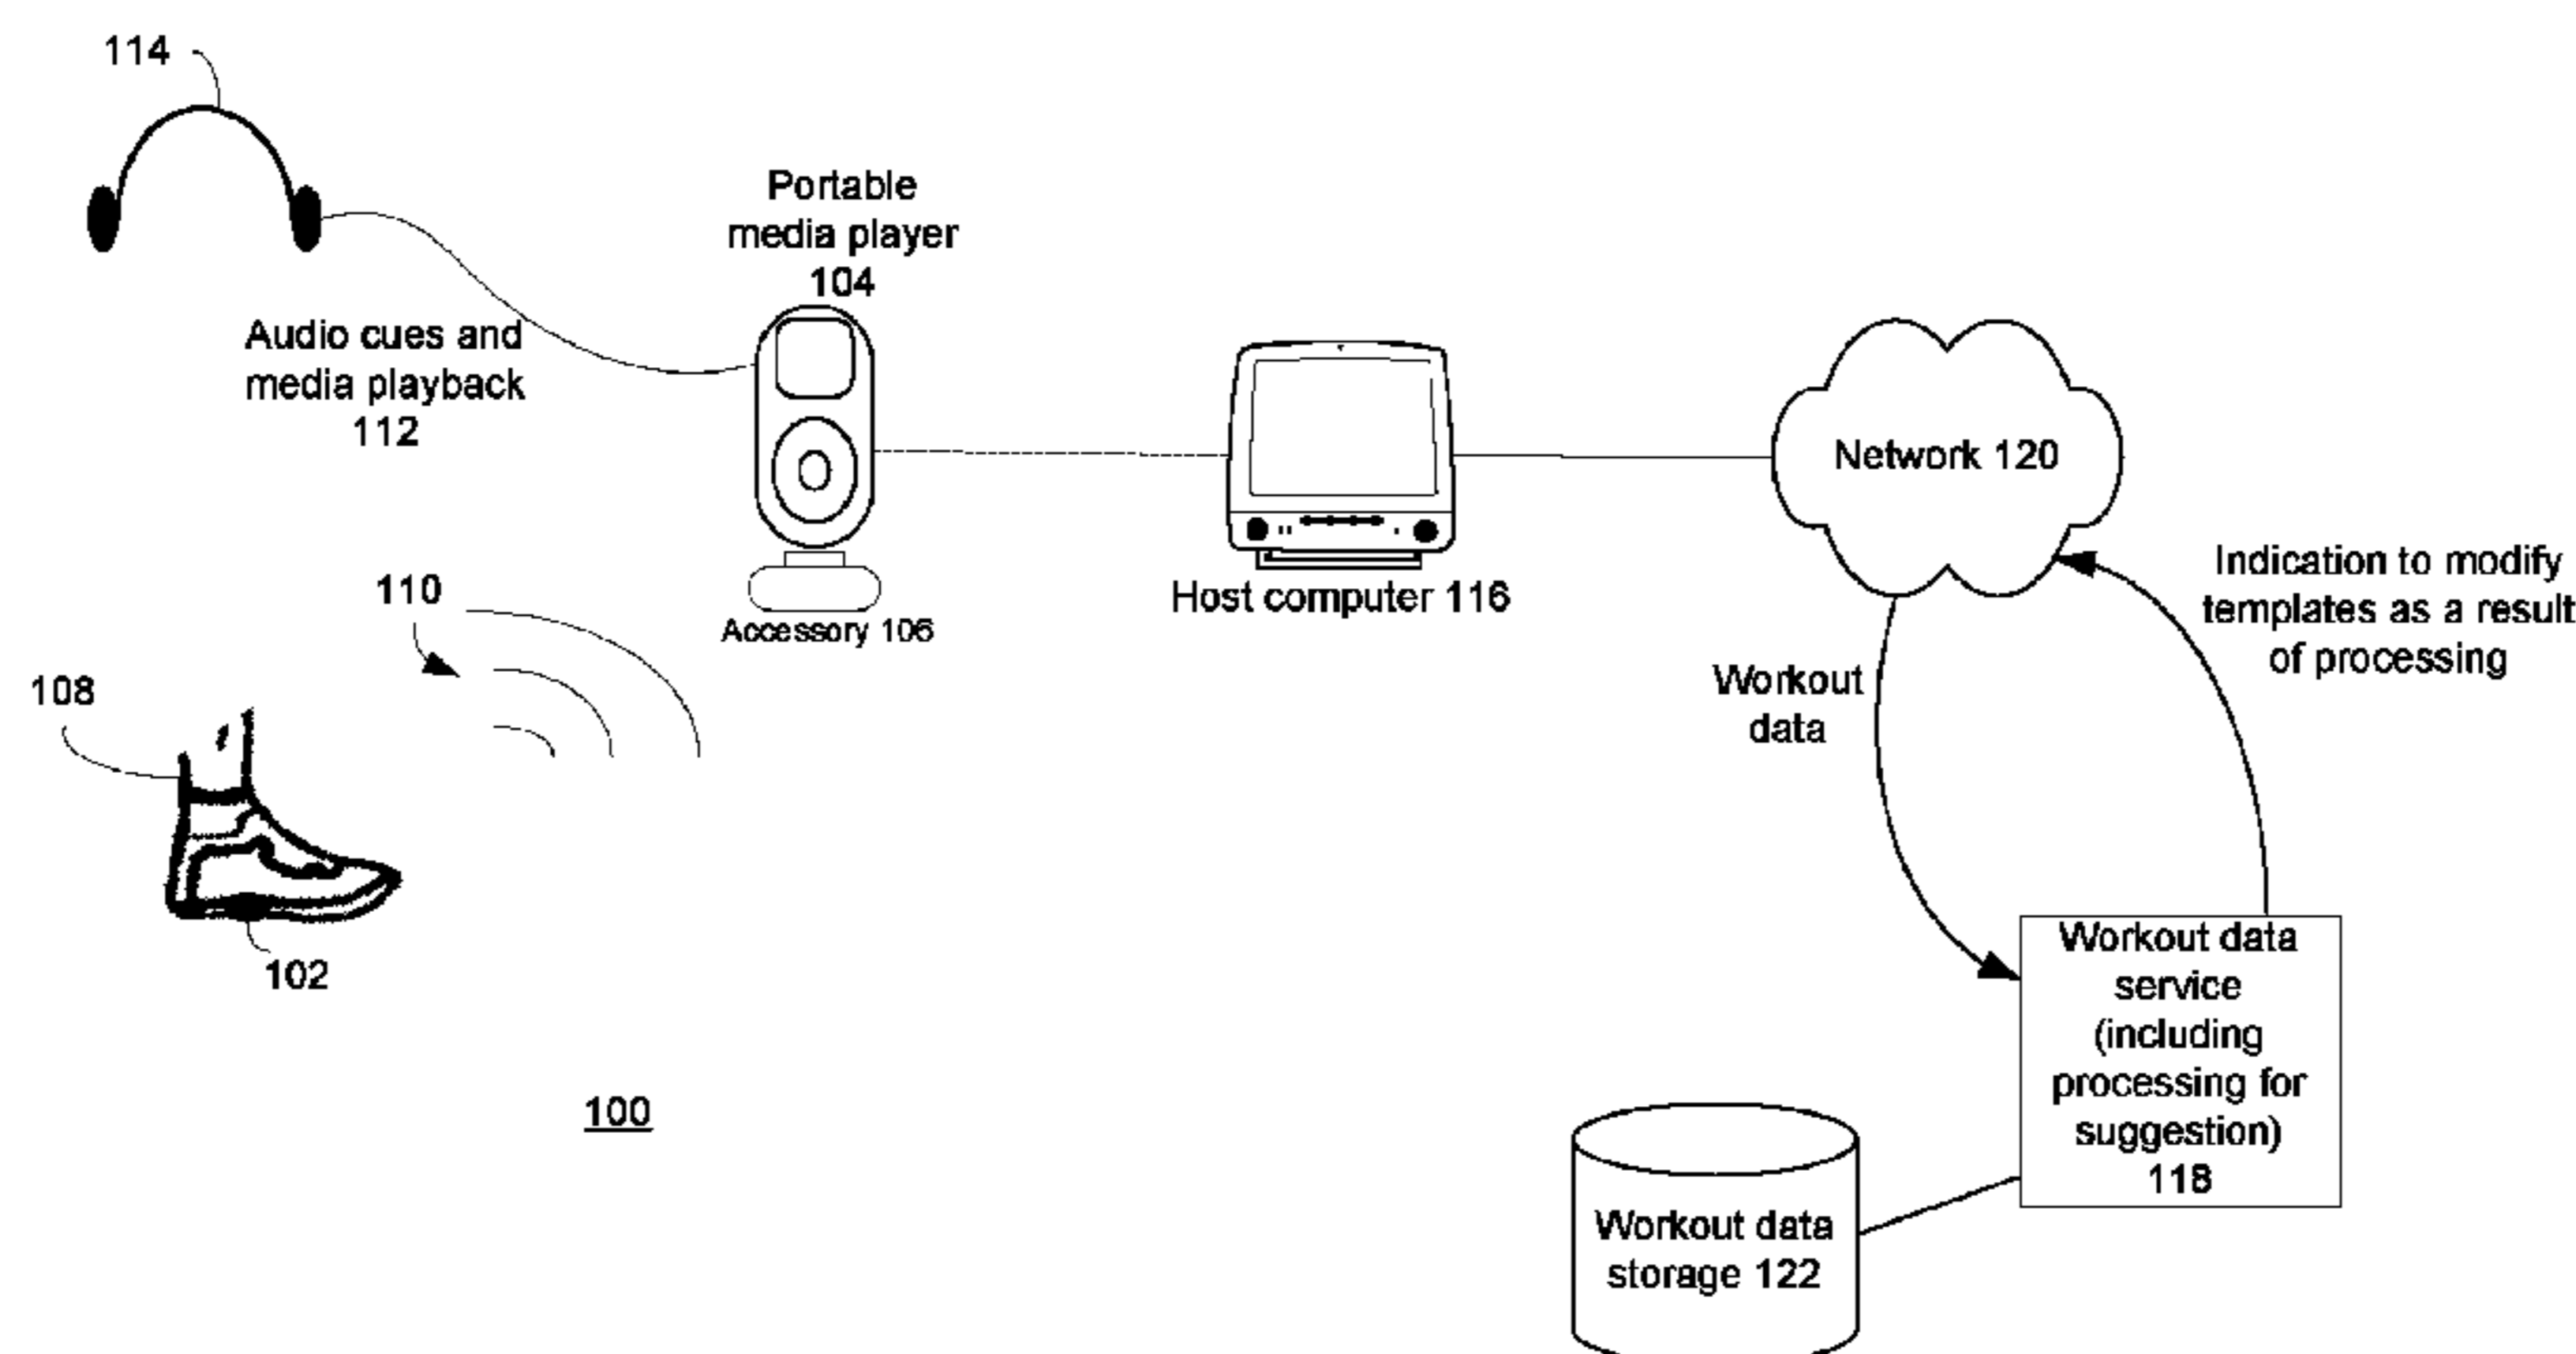 114
Portable
media player
104
Audio cues and
media playback
112
Network 120
110
Accessory 106
Host computer 116
Indication to modify
templates as a result
of processing
108
Workout
data
102
Workout data
service
(including
processing for
suggestion)
118
100
Workout data
storage 122